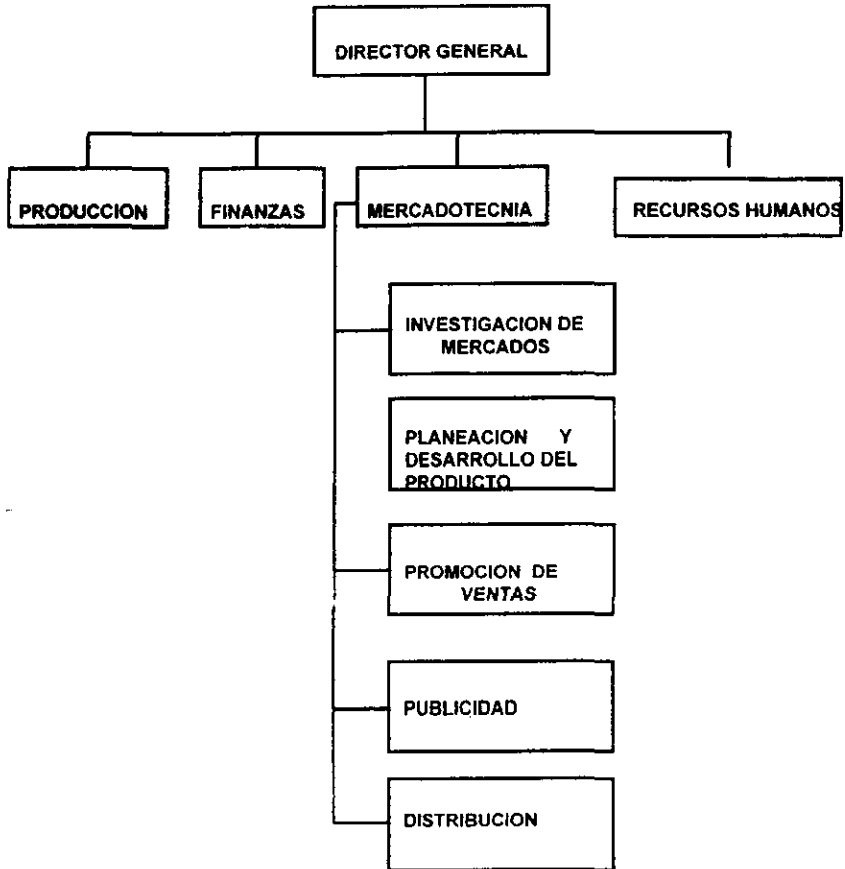 DIRECTOR GENERAL
PRODUCCION
FINANZAS
MERCADOTECNIA
RECURSOS HUMANOS
INVESTIGACION DE
MERCADOS
PLANEACION Y
DESARROLLO DEL
PRODUCTO
PROMOCION DE
VENTAS
PUBLICIDAD
DISTRIBUCION